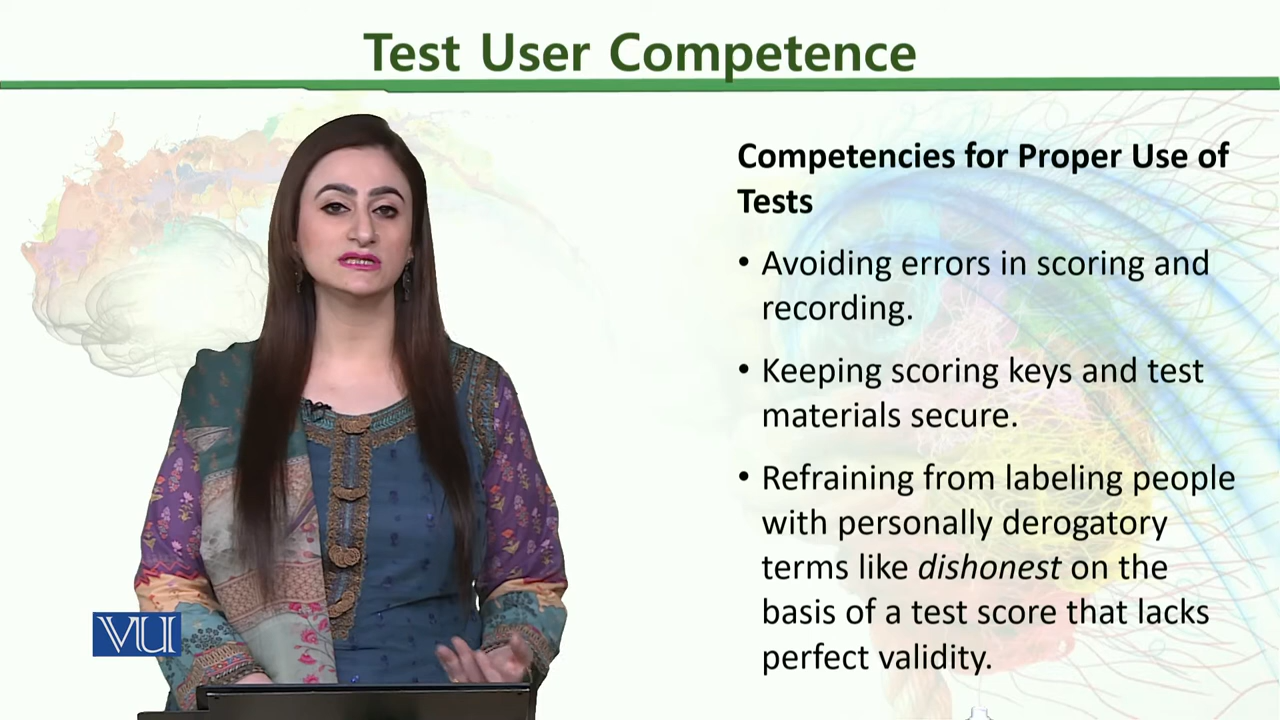 Test User Competence
Competencies for Proper Use of
Tests
• Avoiding errors in scoring and
recording.
• Keeping scoring keys and test
materials secure.
• Refraining from labeling people
with personally derogatory
terms like dishonest on the
basis of a test score that lacks
perfect validity.
VU